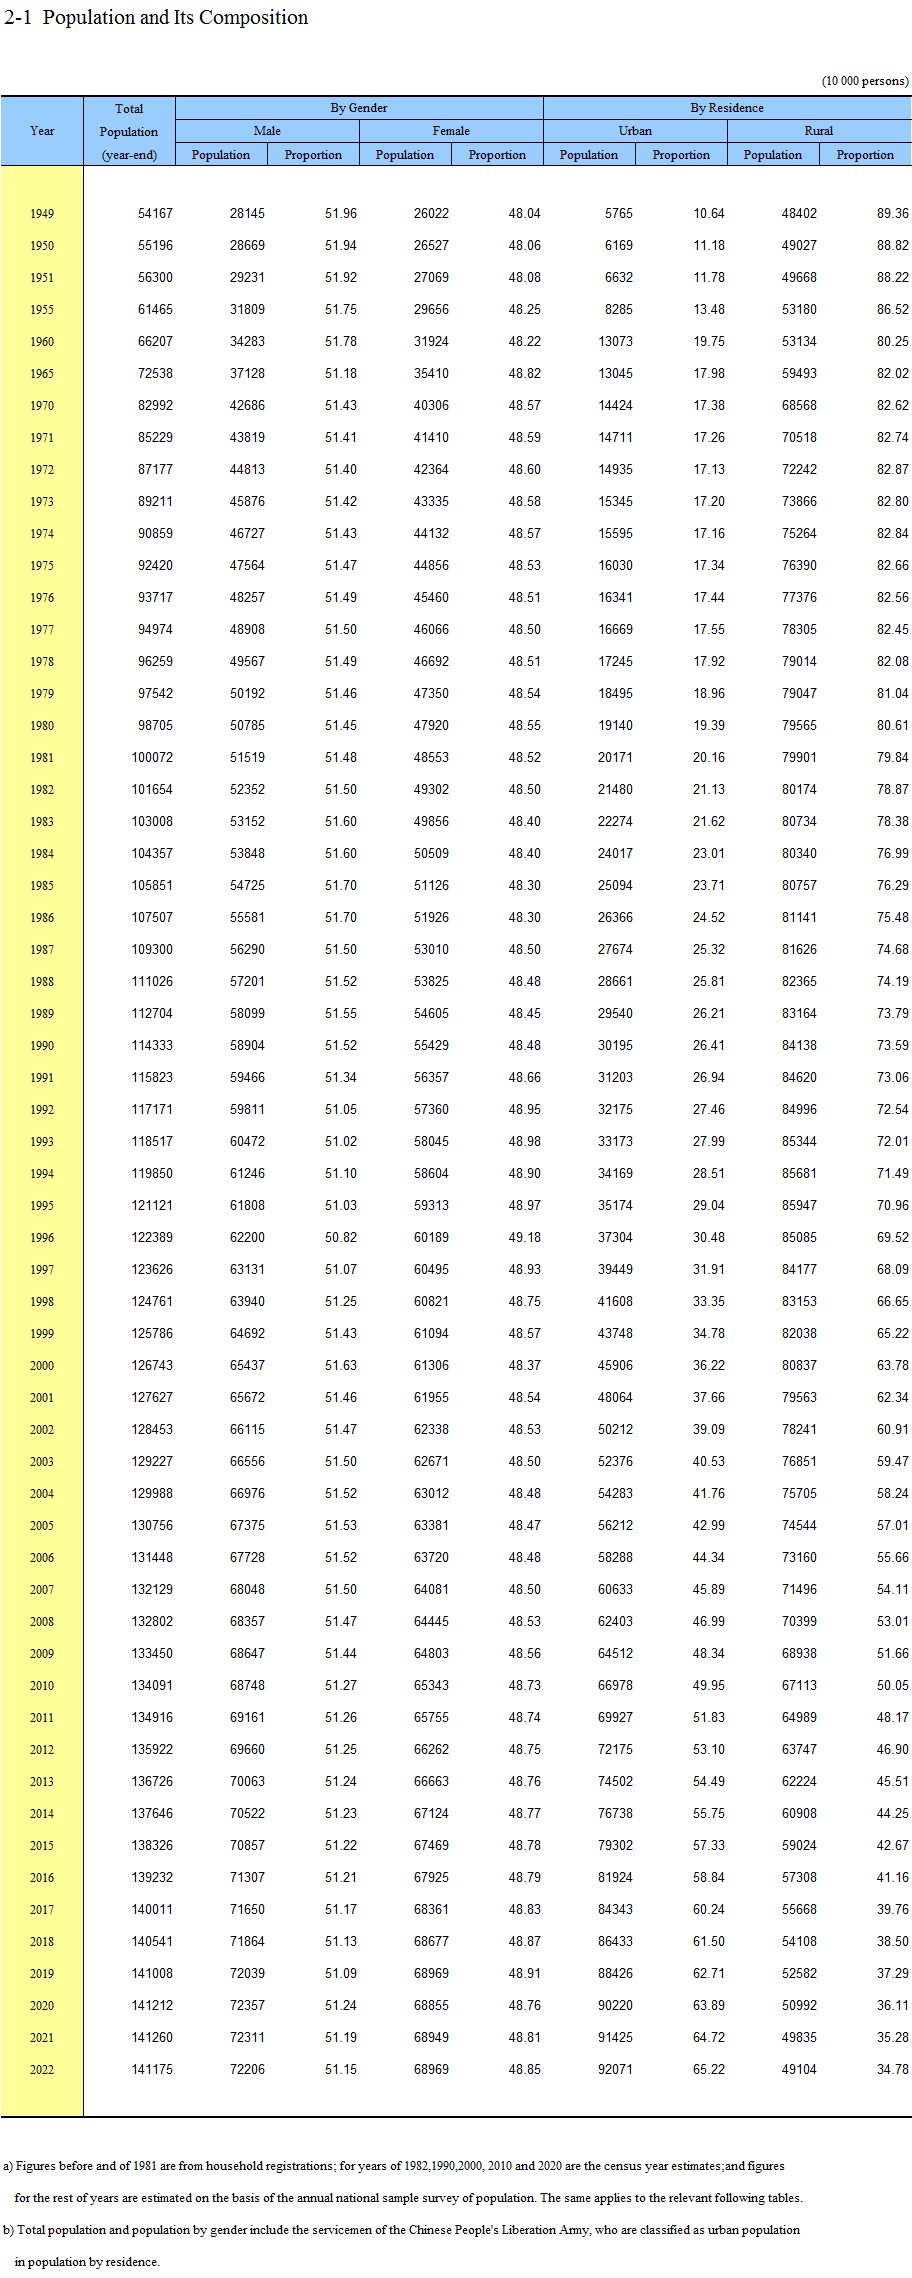 2-1 Population and Its Composition
(10 000 persons)
Total By Gender By Residence
Year Population Male Female Urban Rural
(year-end) Population Proportion Population Proportion Population Proportion Population Proportion
1949 54167 28145 51.96 26022 48.04 5765 10.64 48402 89.36
1950 55196 28669 51.94 26527 48.06 6169 11.18 49027 88.82
1951 56300 29231 51.92 27069 48.08 6632 11.78 49668 88.22
1955 61465 31809 51.75 29656 48.25 8285 13.48 53180 86.52
1960 66207 34283 51.78 31924 48.22 13073 19.75 53134 80.25
1965 72538 37128 51.18 35410 48.82 13045 17.98 59493 82.02
1970 82992 42686 51.43 40306 48.57 14424 17.38 68568 82.62
1971 85229 43819 51.41 41410 48.59 14711 17.26 70518 82.74
1972 87177 44813 51.40 42364 48.60 14935 17.13 72242 82.87
1973 89211 45876 51.42 43335 48.58 15345 17.20 73866 82.80
1974 90859 46727 51.43 44132 48.57 15595 17.16 75264 82.84
1975 92420 47564 51.47 44856 48.53 16030 17.34 76390 82.66
1976 93717 48257 51.49 45460 48.51 16341 17.44 77376 82.56
1977 94974 48908 51.50 46066 48.50 16669 17.55 78305 82.45
1978 96259 49567 51.49 46692 48.51 17245 17.92 79014 82.08
1979 97542 50192 51.46 47350 48.54 18495 18.96 79047 81.04
1980 98705 50785 51.45 47920 48.55 19140 19.39 79565 80.61
1981 100072 51519 51.48 48553 48.52 20171 20.16 79901 79.84
1982 101654 52352 51.50 49302 48.50 21480 21.13 80174 78.87
1983 103008 53152 51.60 49856 48.40 22274 21.62 80734 78.38
1984 104357 53848 51.60 50509 48.40 24017 23.01 80340 76.99
1985 105851 54725 51.70 51126 48.30 25094 23.71 80757 76.29
1986 107507 55581 51.70 51926 48.30 26366 24.52 81141 75.48
1987 109300 56290 51.50 53010 48.50 27674 25.32 81626 74.68
1988 111026 57201 51.52 53825 48.48 28661 25.81 82365 74.19
1989 112704 58099 51.55 54605 48.45 29540 26.21 83164 73.79
1990 114333 58904 51.52 55429 48.48 30195 26.41 84138 73.59
1991 115823 59466 51.34 56357 48.66 31203 26.94 84620 73.06
1992 117171 59811 51.05 57360 48.95 32175 27.46 84996 72.54
1993 118517 60472 51.02 58045 48.98 33173 27.99 85344 72.01
1994 119850 61246 51.10 58604 48.90 34169 28.51 85681 71.49
1995 121121 61808 51.03 59313 48.97 35174 29.04 85947 70.96
1996 122389 62200 50.82 60189 49.18 37304 30.48 85085 69.52
1997 123626 63131 51.07 60495 48.93 39449 31.91 84177 68.09
1998 124761 63940 51.25 60821 48.75 41608 33.35 83153 66.65
1999 125786 64692 51.43 61094 48.57 43748 34.78 82038 65.22
2000 126743 65437 51.63 61306 48.37 45906 36.22 80837 63.78
2001 127627 65672 51.46 61955 48.54 48064 37.66 79563 62.34
2002 128453 66115 51.47 62338 48.53 50212 39.09 78241 60.91
2003 129227 66556 51.50 62671 48.50 52376 40.53 76851 59.47
2004 129988 66976 51.52 63012 48.48 54283 41.76 75705 58.24
2005 130756 67375 51.53 63381 48.47 56212 42.99 74544 57.01
2006 131448 67728 51.52 63720 48.48 58288 44.34 73160 55.66
2007 132129 68048 51.50 64081 48.50 60633 45.89 71496 54.11
2008 132802 68357 51.47 64445 48.53 62403 46.99 70399 53.01
2009 133450 68647 51.44 64803 48.56 64512 48.34 68938 51.66
2010 134091 68748 51.27 65343 48.73 66978 49.95 67113 50.05
2011 134916 69161 51.26 65755 48.74 69927 51.83 64989 48.17
2012 135922 69660 51.25 66262 48.75 72175 53.10 63747 46.90
2013 136726 70063 51.24 66663 48.76 74502 54.49 62224 45.51
2014 137646 70522 51.23 67124 48.77 76738 55.75 60908 44.25
2015 138326 70857 51.22 67469 48.78 79302 57.33 59024 42.67
2016 139232 71307 51.21 67925 48.79 81924 58.84 57308 41.16
2017 140011 71650 51.17 68361 48.83 84343 60.24 55668 39.76
2018 140541 71864 51.13 68677 48.87 86433 61.50 54108 38.50
2019 141008 72039 51.09 68969 48.91 88426 62.71 52582 37.29
2020 141212 72357 51.24 68855 48.76 90220 63.89 50992 36.11
2021 141260 72311 51.19 68949 48.81 91425 64.72 49835 35.28
2022 141175 72206 51.15 68969 48.85 92071 65.22 49104 34.78
a) Figures before and of 1981 are from household registrations; for years of 1982,1990,2000, 2010 and 2020 are the census year estimates;and figures
for the rest of years are estimated on the basis of the annual national sample survey of population. The same applies to the relevant following tables.
b) Total population and population by gender include the servicemen of the Chinese People's Liberation Army, who are classified as urban population
in population by residence.